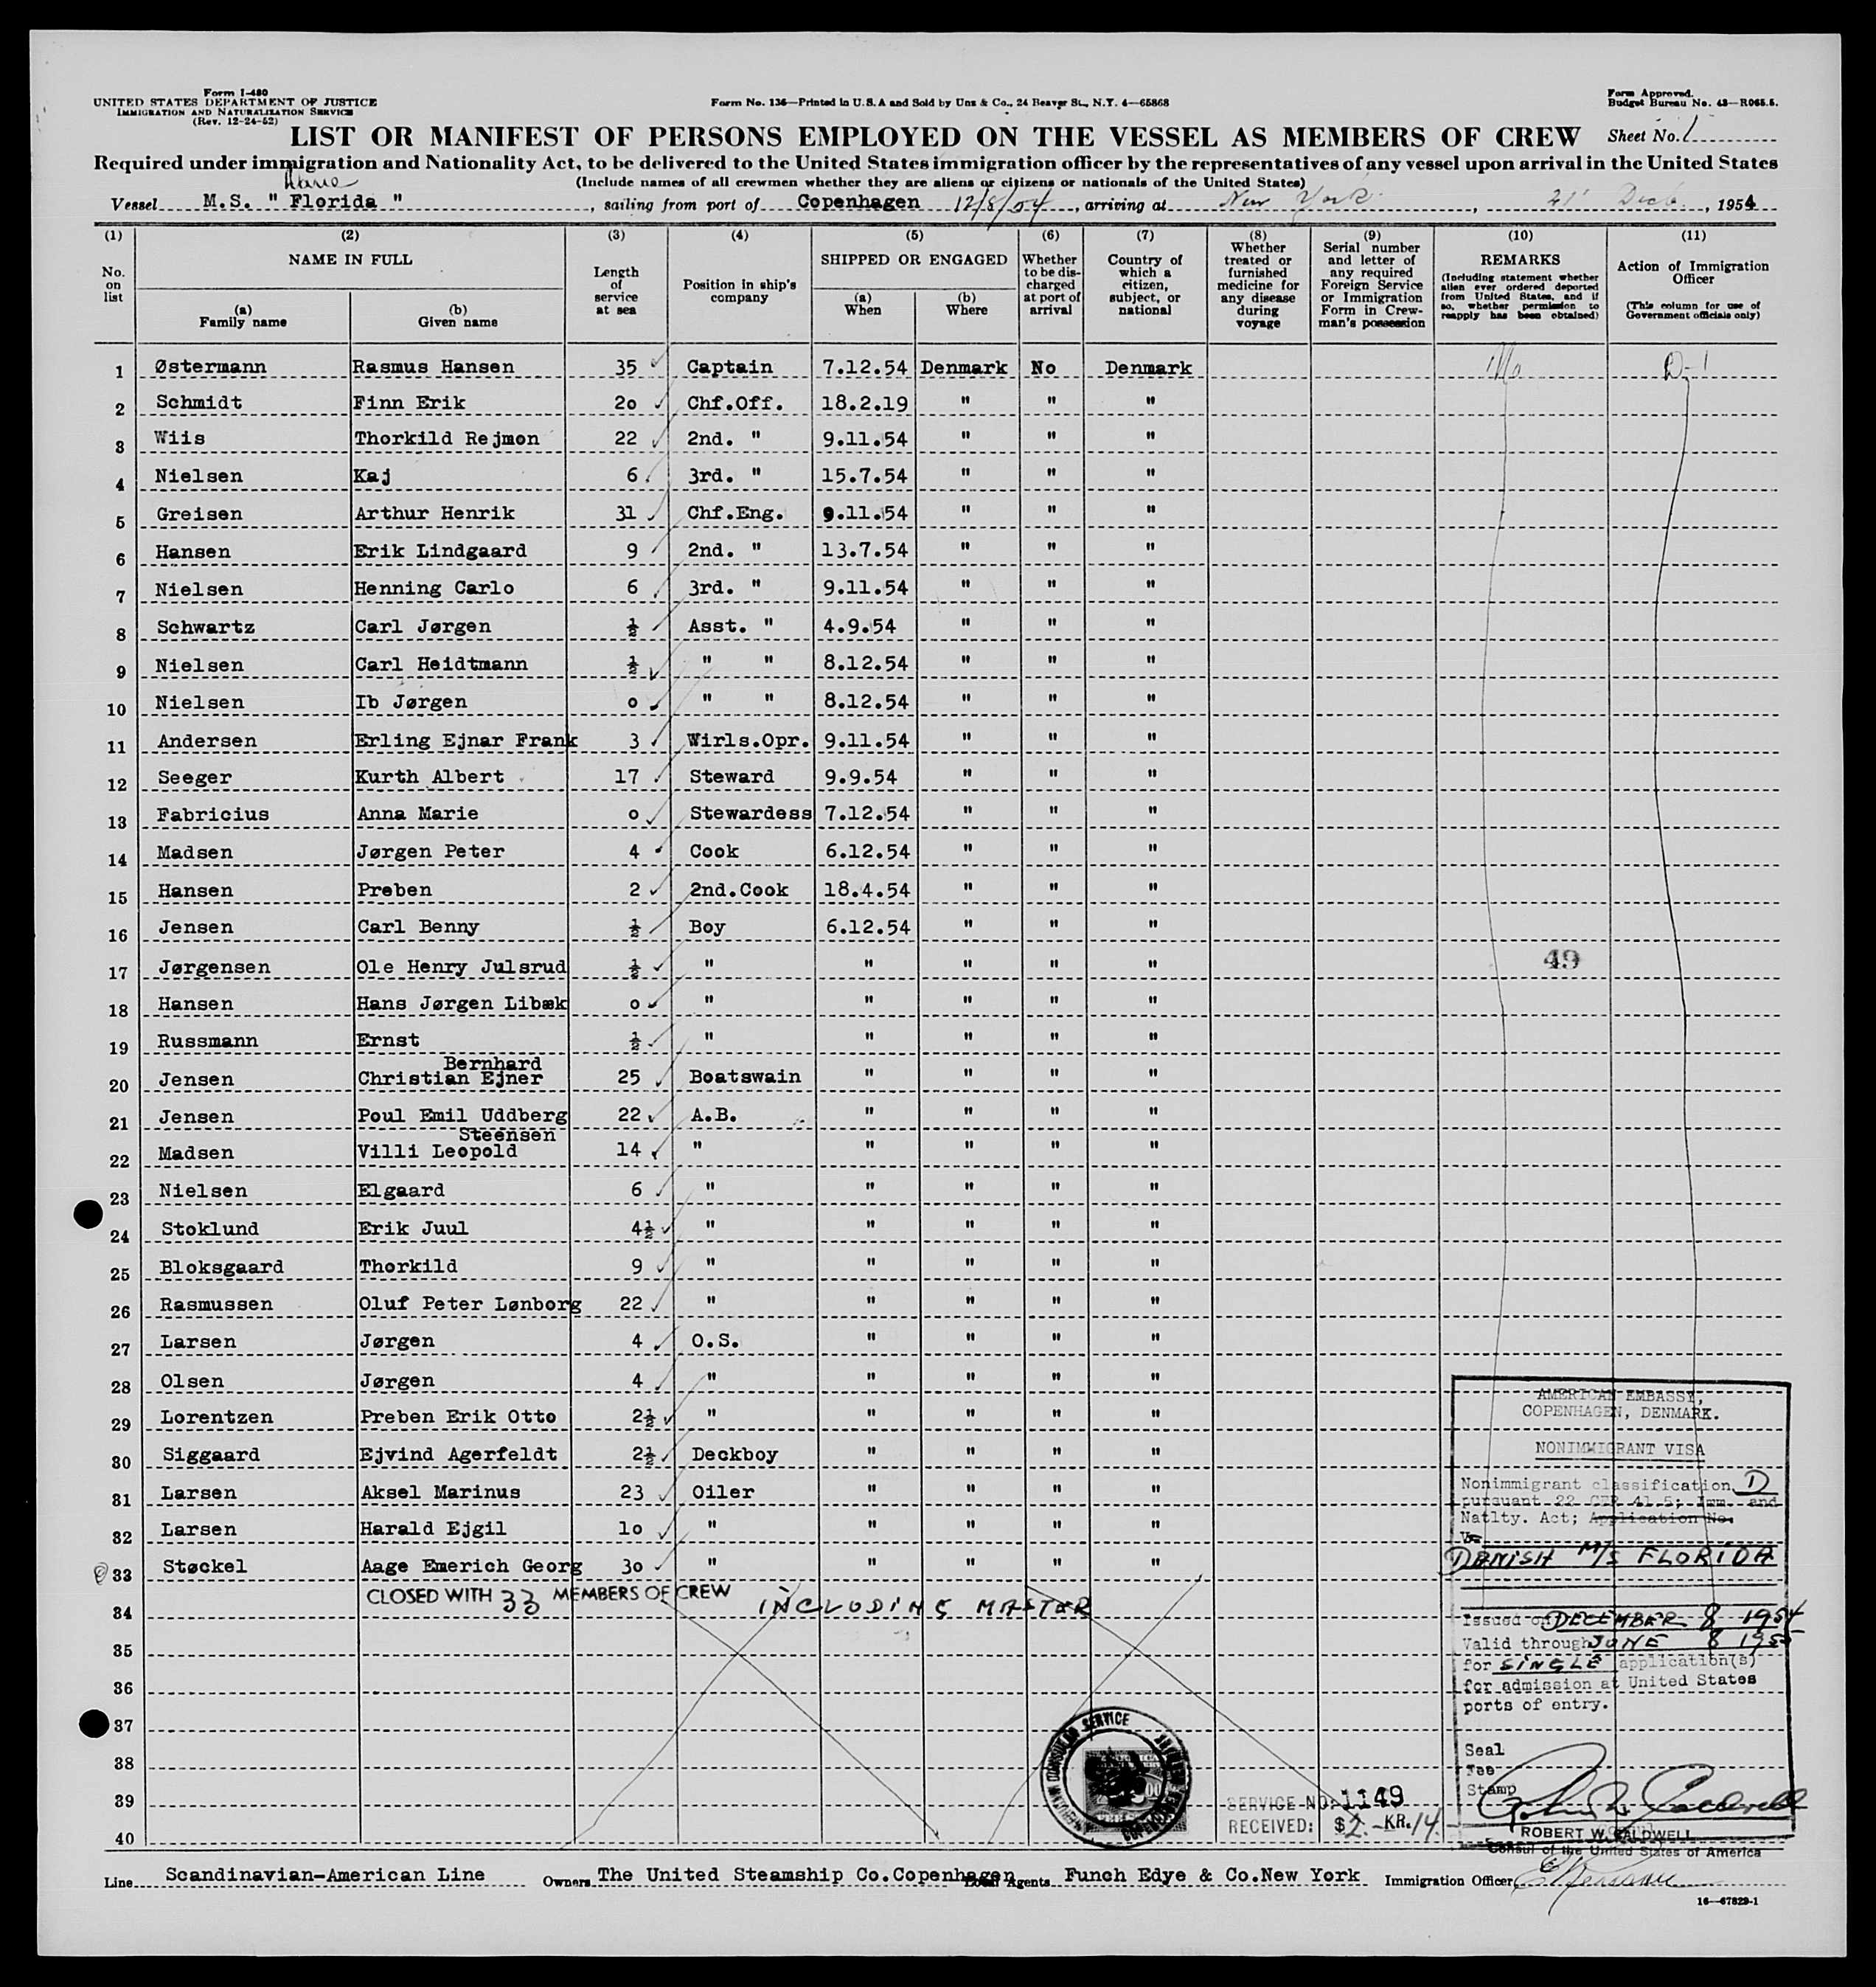 Form I-480
UNITED STATES DEPARTMENT OF JUSTICE
IMMIGRATION AND NATURALIZATION SERVICE
(Rev. 12-24-52)
Form No. 136—Printed in U.S.A and Sold by Unz & Co., 24 Beaver St., N.Y. 4—65868
Form Approved.
Budget Bureau No. 43—R065.5.
LIST OR MANIFEST OF PERSONS EMPLOYED ON THE VESSEL AS MEMBERS OF CREW Sheet No. 1
Required under immigration and Nationality Act, to be delivered to the United States immigration officer by the representatives of any vessel upon arrival in the United States
(Include names of all crewmen whether they are aliens or citizens or nationals of the United States)
Vessel M.S. " Florida ", sailing from port of Copenhagen 12/8/54, arriving at New York, 21 Dec., 1954
(1) (2) (3) (4) (5) (6) (7) (8) (9) (10) (11)
No. on list
NAME IN FULL
(a) Family name
(b) Given name
Length of service at sea
Position in ship's company
SHIPPED OR ENGAGED
(a) When
(b) Where
Whether to be discharged at port of arrival
Country of which a citizen, subject, or national
Whether treated or furnished medicine for any disease during voyage
Serial number and letter of any required Foreign Service or Immigration Form in Crewman's possession
REMARKS
(Including statement whether alien ever ordered deported from United States, and if so, whether permission to reapply has been obtained)
Action of Immigration Officer
(This column for use of Government officials only)
1 Østermann Rasmus Hansen 35 Captain 7.12.54 Denmark No Denmark No D-1
2 Schmidt Finn Erik 2o Chf.Off. 18.2.19 " " "
3 Wiis Thorkild Rejmon 22 2nd. " 9.11.54 " " "
4 Nielsen Kaj 6 3rd. " 15.7.54 " " "
5 Greisen Arthur Henrik 31 Chf.Eng. 9.11.54 " " "
6 Hansen Erik Lindgaard 9 2nd. " 13.7.54 " " "
7 Nielsen Henning Carlo 6 3rd. " 9.11.54 " " "
8 Schwartz Carl Jørgen ½ Asst. " 4.9.54 " " "
9 Nielsen Carl Heidtmann ½ " " 8.12.54 " " "
10 Nielsen Ib Jørgen o " " 8.12.54 " " "
11 Andersen Erling Ejnar Frank 3 Wirls.Opr. 9.11.54 " " "
12 Seeger Kurth Albert 17 Steward 9.9.54 " " "
13 Fabricius Anna Marie o Stewardess 7.12.54 " " "
14 Madsen Jørgen Peter 4 Cook 6.12.54 " " "
15 Hansen Preben 2 2nd.Cook 18.4.54 " " "
16 Jensen Carl Benny ½ Boy 6.12.54 " " "
17 Jørgensen Ole Henry Julsrud ½ " " " " " 49
18 Hansen Hans Jørgen Libæk o " " " " "
19 Russmann Ernst ½ " " " " "
Bernhard
20 Jensen Christian Ejner 25 Boatswain " " " "
21 Jensen Poul Emil Uddberg 22 A.B. " " " "
Steensen
22 Madsen Villi Leopold 14 " " " " "
23 Nielsen Elgaard 6 " " " " "
24 Stoklund Erik Juul 4½ " " " " "
25 Bloksgaard Thorkild 9 " " " " "
26 Rasmussen Oluf Peter Lønborg 22 " " " " "
27 Larsen Jørgen 4 O.S. " " " "
28 Olsen Jørgen 4 " " " " "
29 Lorentzen Preben Erik Otto 2½ " " " " "
30 Siggaard Ejvind Agerfeldt 2½ Deckboy " " " "
31 Larsen Aksel Marinus 23 Oiler " " " "
32 Larsen Harald Ejgil 1o " " " " "
33 Støckel Aage Emerich Georg 3o " " " " "
CLOSED WITH 33 MEMBERS OF CREW INCLUDING MASTER
34
35
36
37
38
39
40
AMERICAN EMBASSY,
COPENHAGEN, DENMARK.
NONIMMIGRANT VISA
Nonimmigrant classification D
pursuant 22 CFR 41.5; Imm. and
Natlty. Act; Application No.
V-
DANISH M/S FLORIDA
Issued on DECEMBER 8 1954
Valid through JUNE 8 1955
for SINGLE application(s)
for admission at United States
ports of entry.
Seal
Fee
Stamp
ROBERT W. CALDWELL
Consul of the United States of America
AMERICAN CONSULAR SERVICE
SERVICE NO: 1149
RECEIVED: $2.- KR. 14.-
Line Scandinavian-American Line Owners The United Steamship Co.Copenhagen Local Agents Funch Edye & Co.New York Immigration Officer
16—67829-1